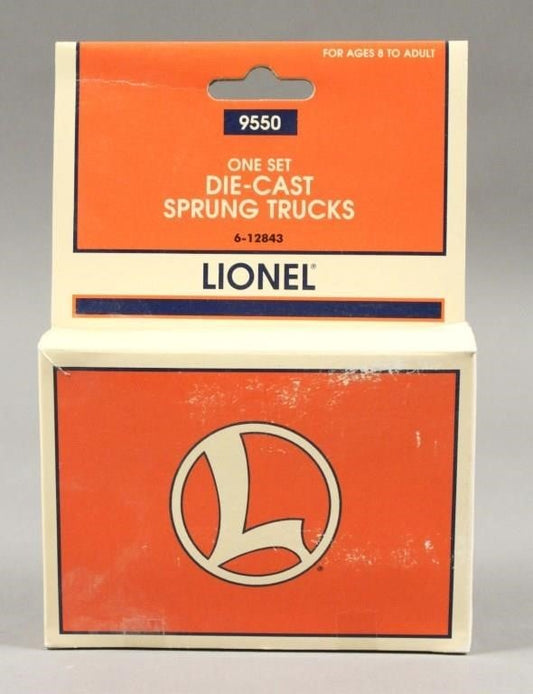 FOR AGES 8 TO ADULT
9550
ONE SET
DIE-CAST
SPRUNG TRUCKS
6-12843
LIONEL®
L